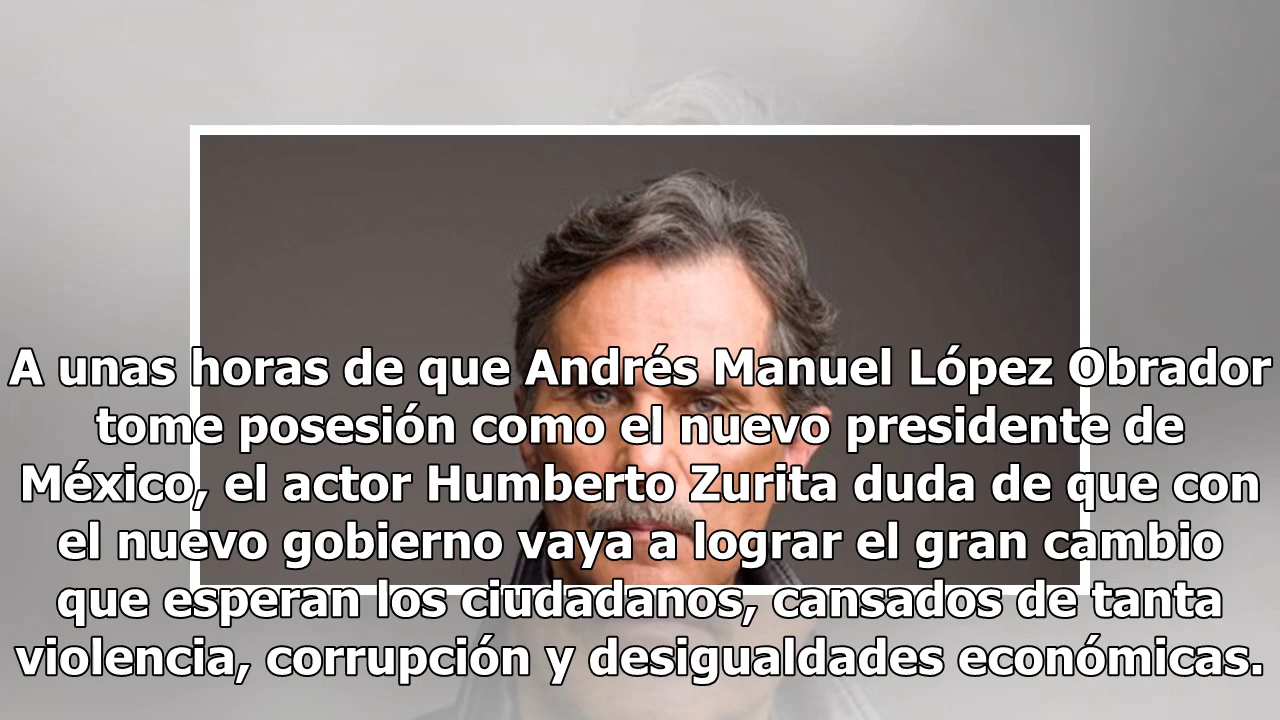 A unas horas de que Andrés Manuel López Obrador
tome posesión como el nuevo presidente de
México, el actor Humberto Zurita duda de que con
el nuevo gobierno vaya a lograr el gran cambio
que esperan los ciudadanos, cansados de tanta
violencia, corrupción y desigualdades económicas.